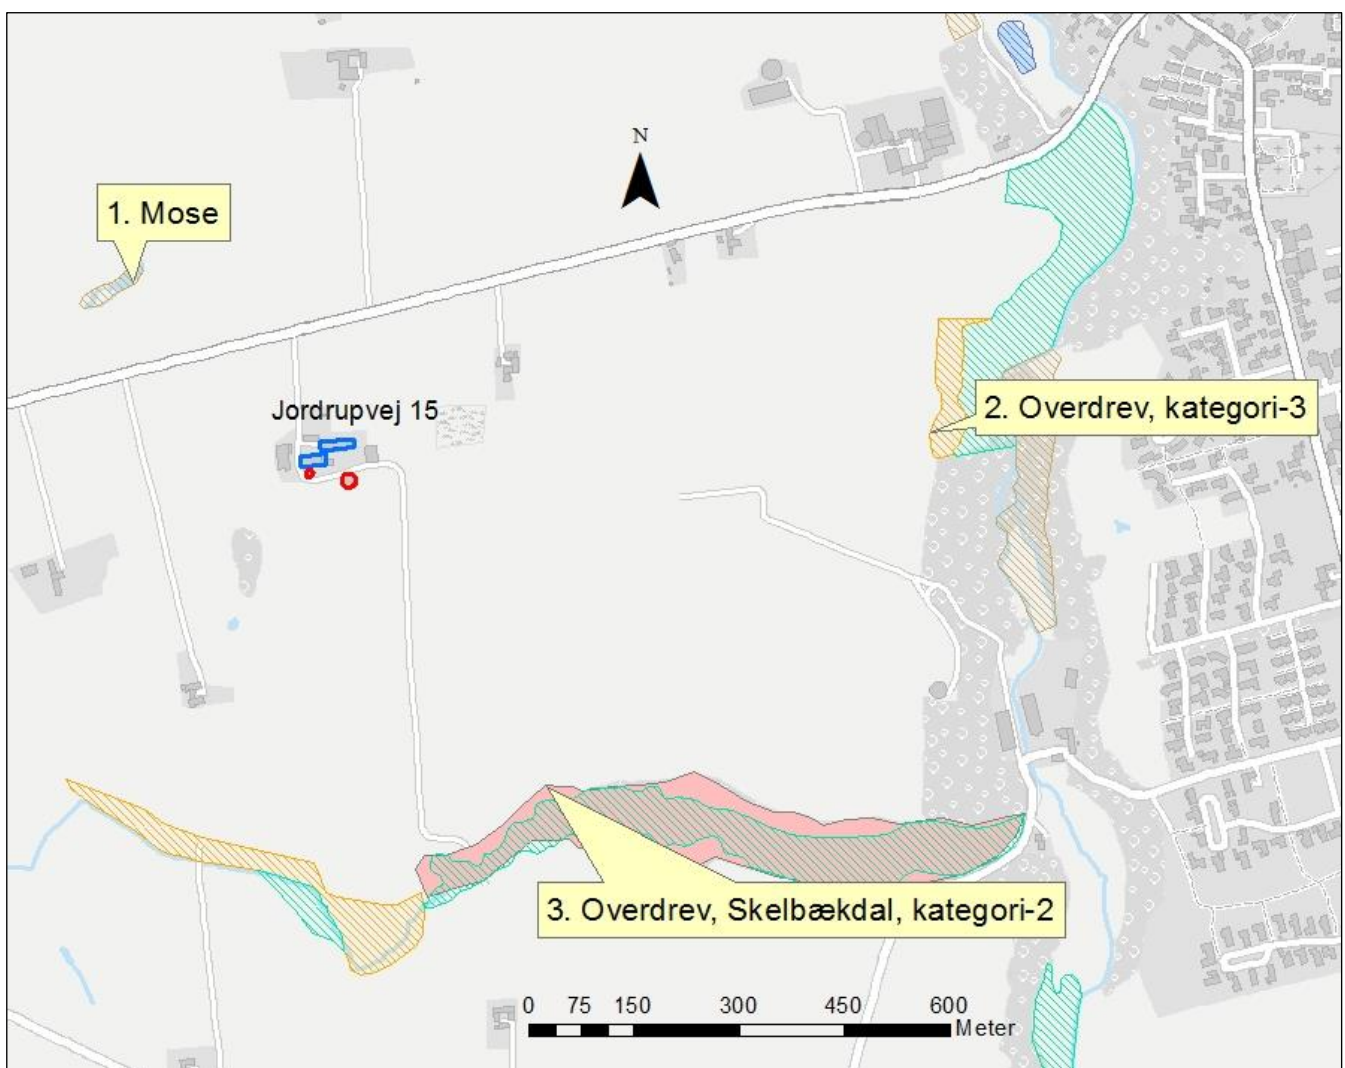 N
1. Mose
2. Overdrev, kategori-3
Jordrupvej 15
3. Overdrev, Skelbækdal, kategori-2
0 75 150 300 450 600
Meter